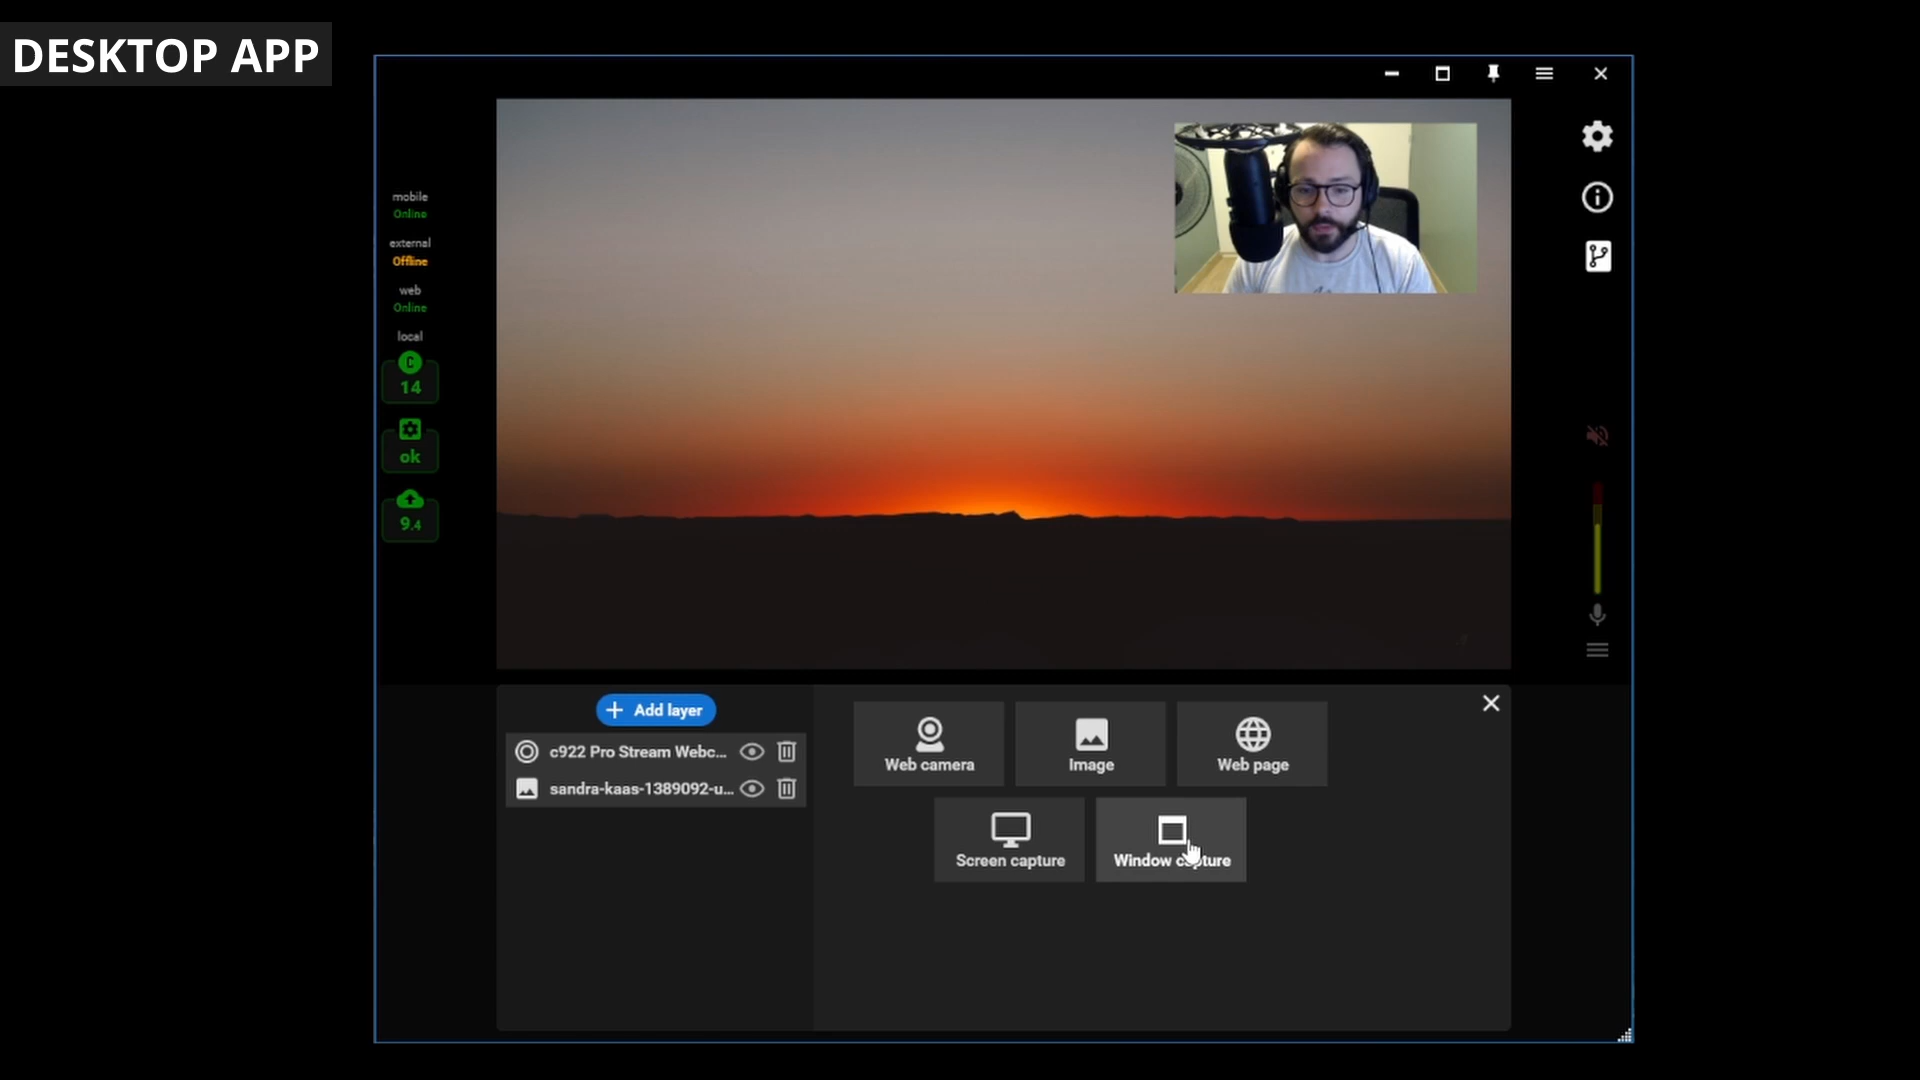 DESKTOP APP
mobile
Online
external
Offline
web
Online
local
C
14
ok
9.4
Add layer
c922 Pro Stream Webc...
sandra-kaas-1389092-u...
Web camera
Image
Web page
Screen capture
Window capture